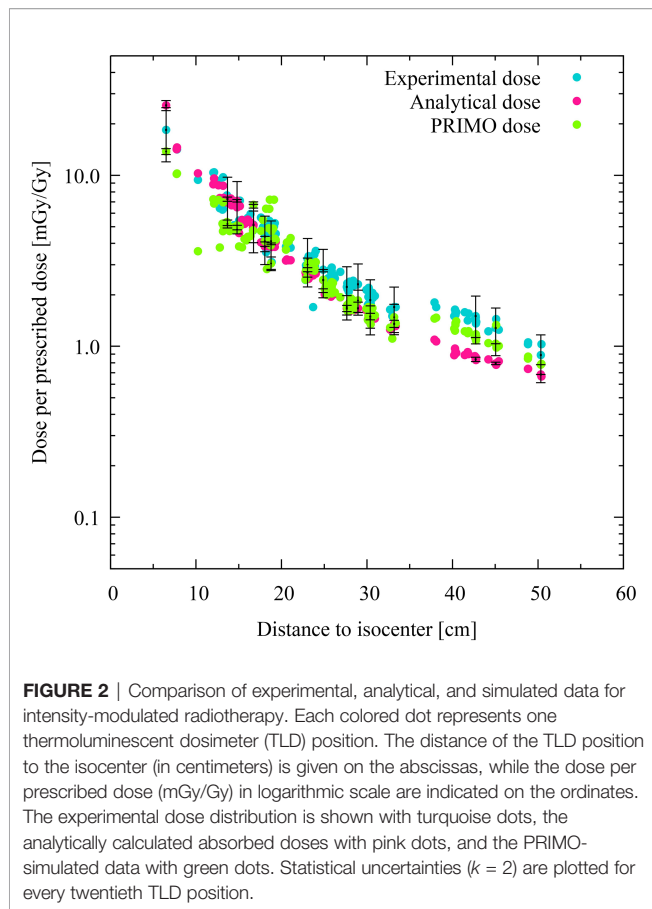 Experimental dose
Analytical dose
PRIMO dose
10.0
1.0
0.1
Dose per prescribed dose [mGy/Gy]
0 10 20 30 40 50 60
Distance to isocenter [cm]
FIGURE 2 | Comparison of experimental, analytical, and simulated data for
intensity-modulated radiotherapy. Each colored dot represents one
thermoluminescent dosimeter (TLD) position. The distance of the TLD position
to the isocenter (in centimeters) is given on the abscissas, while the dose per
prescribed dose (mGy/Gy) in logarithmic scale are indicated on the ordinates.
The experimental dose distribution is shown with turquoise dots, the
analytically calculated absorbed doses with pink dots, and the PRIMO-
simulated data with green dots. Statistical uncertainties (k = 2) are plotted for
every twentieth TLD position.